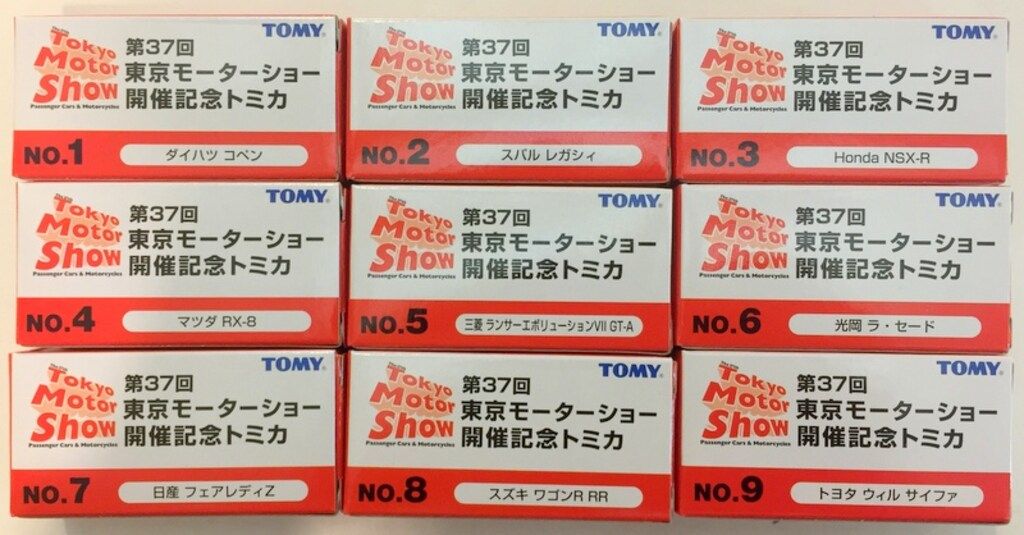 Tokyo
Motor
Show
Passenger Cars & Motorcycles
TOMY
第37回
東京モーターショー
開催記念トミカ
NO.1 ダイハツ コペン
Tokyo
Motor
Show
Passenger Cars & Motorcycles
TOMY
第37回
東京モーターショー
開催記念トミカ
NO.2 スバル レガシィ
Tokyo
Motor
Show
Passenger Cars & Motorcycles
TOMY
第37回
東京モーターショー
開催記念トミカ
NO.3 Honda NSX-R
Tokyo
Motor
Show
Passenger Cars & Motorcycles
TOMY
第37回
東京モーターショー
開催記念トミカ
NO.4 マツダ RX-8
Tokyo
Motor
Show
Passenger Cars & Motorcycles
TOMY
第37回
東京モーターショー
開催記念トミカ
NO.5 三菱 ランサーエボリューションVII GT-A
Tokyo
Motor
Show
Passenger Cars & Motorcycles
TOMY
第37回
東京モーターショー
開催記念トミカ
NO.6 光岡 ラ・セード
Tokyo
Motor
Show
Passenger Cars & Motorcycles
TOMY
第37回
東京モーターショー
開催記念トミカ
NO.7 日産 フェアレディZ
Tokyo
Motor
Show
Passenger Cars & Motorcycles
TOMY
第37回
東京モーターショー
開催記念トミカ
NO.8 スズキ ワゴンR RR
Tokyo
Motor
Show
Passenger Cars & Motorcycles
TOMY
第37回
東京モーターショー
開催記念トミカ
NO.9 トヨタ ウィル サイファ